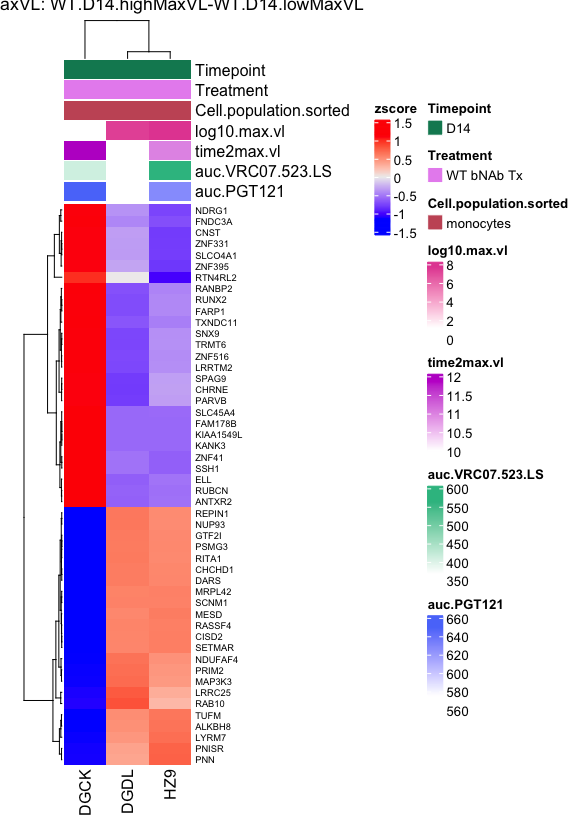 axVL: WT.D14.highMaxVL-WT.D14.lowMaxVL
Timepoint
Treatment
Cell.population.sorted
log10.max.vl
time2max.vl
auc.VRC07.523.LS
auc.PGT121
NDRG1
FNDC3A
CNST
ZNF331
SLCO4A1
ZNF395
RTN4RL2
RANBP2
RUNX2
FARP1
TXNDC11
SNX9
TRMT6
ZNF516
LRRTM2
SPAG9
CHRNE
PARVB
SLC45A4
FAM178B
KIAA1549L
KANK3
ZNF41
SSH1
ELL
RUBCN
ANTXR2
REPIN1
NUP93
GTF2I
PSMG3
RITA1
CHCHD1
DARS
MRPL42
SCNM1
MESD
RASSF4
CISD2
SETMAR
NDUFAF4
PRIM2
MAP3K3
LRRC25
RAB10
TUFM
ALKBH8
LYRM7
PNISR
PNN
DGCK
DGDL
HZ9
zscore
1.5
1
0.5
0
-0.5
-1
-1.5
Timepoint
D14
Treatment
WT bNAb Tx
Cell.population.sorted
monocytes
log10.max.vl
8
6
4
2
0
time2max.vl
12
11.5
11
10.5
10
auc.VRC07.523.LS
600
550
500
450
400
350
auc.PGT121
660
640
620
600
580
560